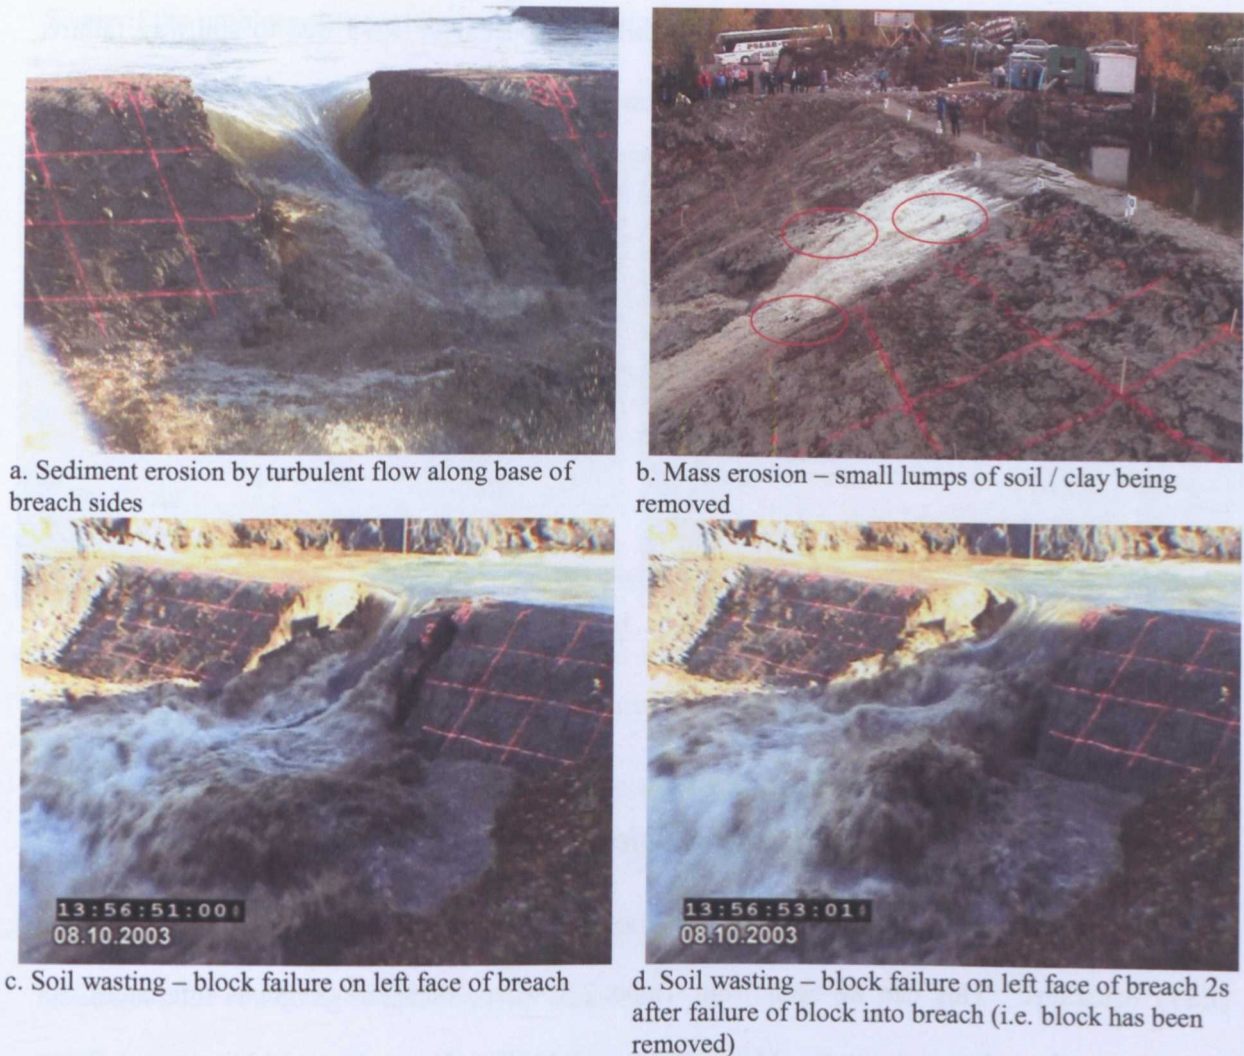 POLAR
a. Sediment erosion by turbulent flow along base of
breach sides
b. Mass erosion – small lumps of soil / clay being
removed
13:56:51:00
08.10.2003
13:56:53:01
08.10.2003
c. Soil wasting – block failure on left face of breach
d. Soil wasting – block failure on left face of breach 2s
after failure of block into breach (i.e. block has been
removed)